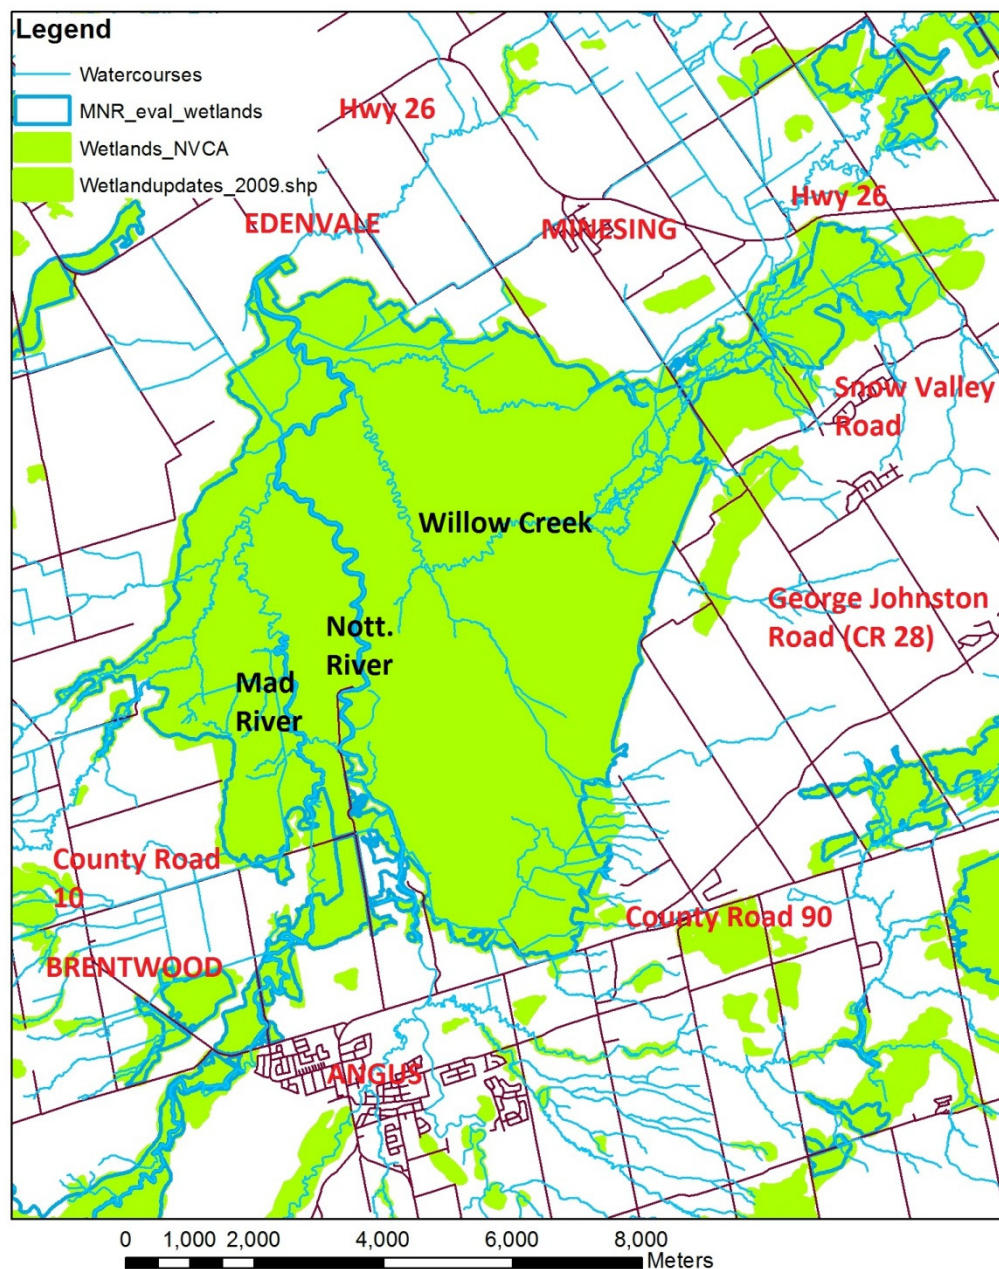 Legend
Watercourses
MNR_eval_wetlands
Wetlands_NVCA
Wetlandupdates_2009.shp
Hwy 26
Hwy 26
EDENVALE
MINESING
Snow Valley
Road
Willow Creek
George Johnston
Road (CR 28)
Nott.
River
Mad
River
County Road
10
County Road 90
BRENTWOOD
ANGUS
0 1,000 2,000 4,000 6,000 8,000
Meters